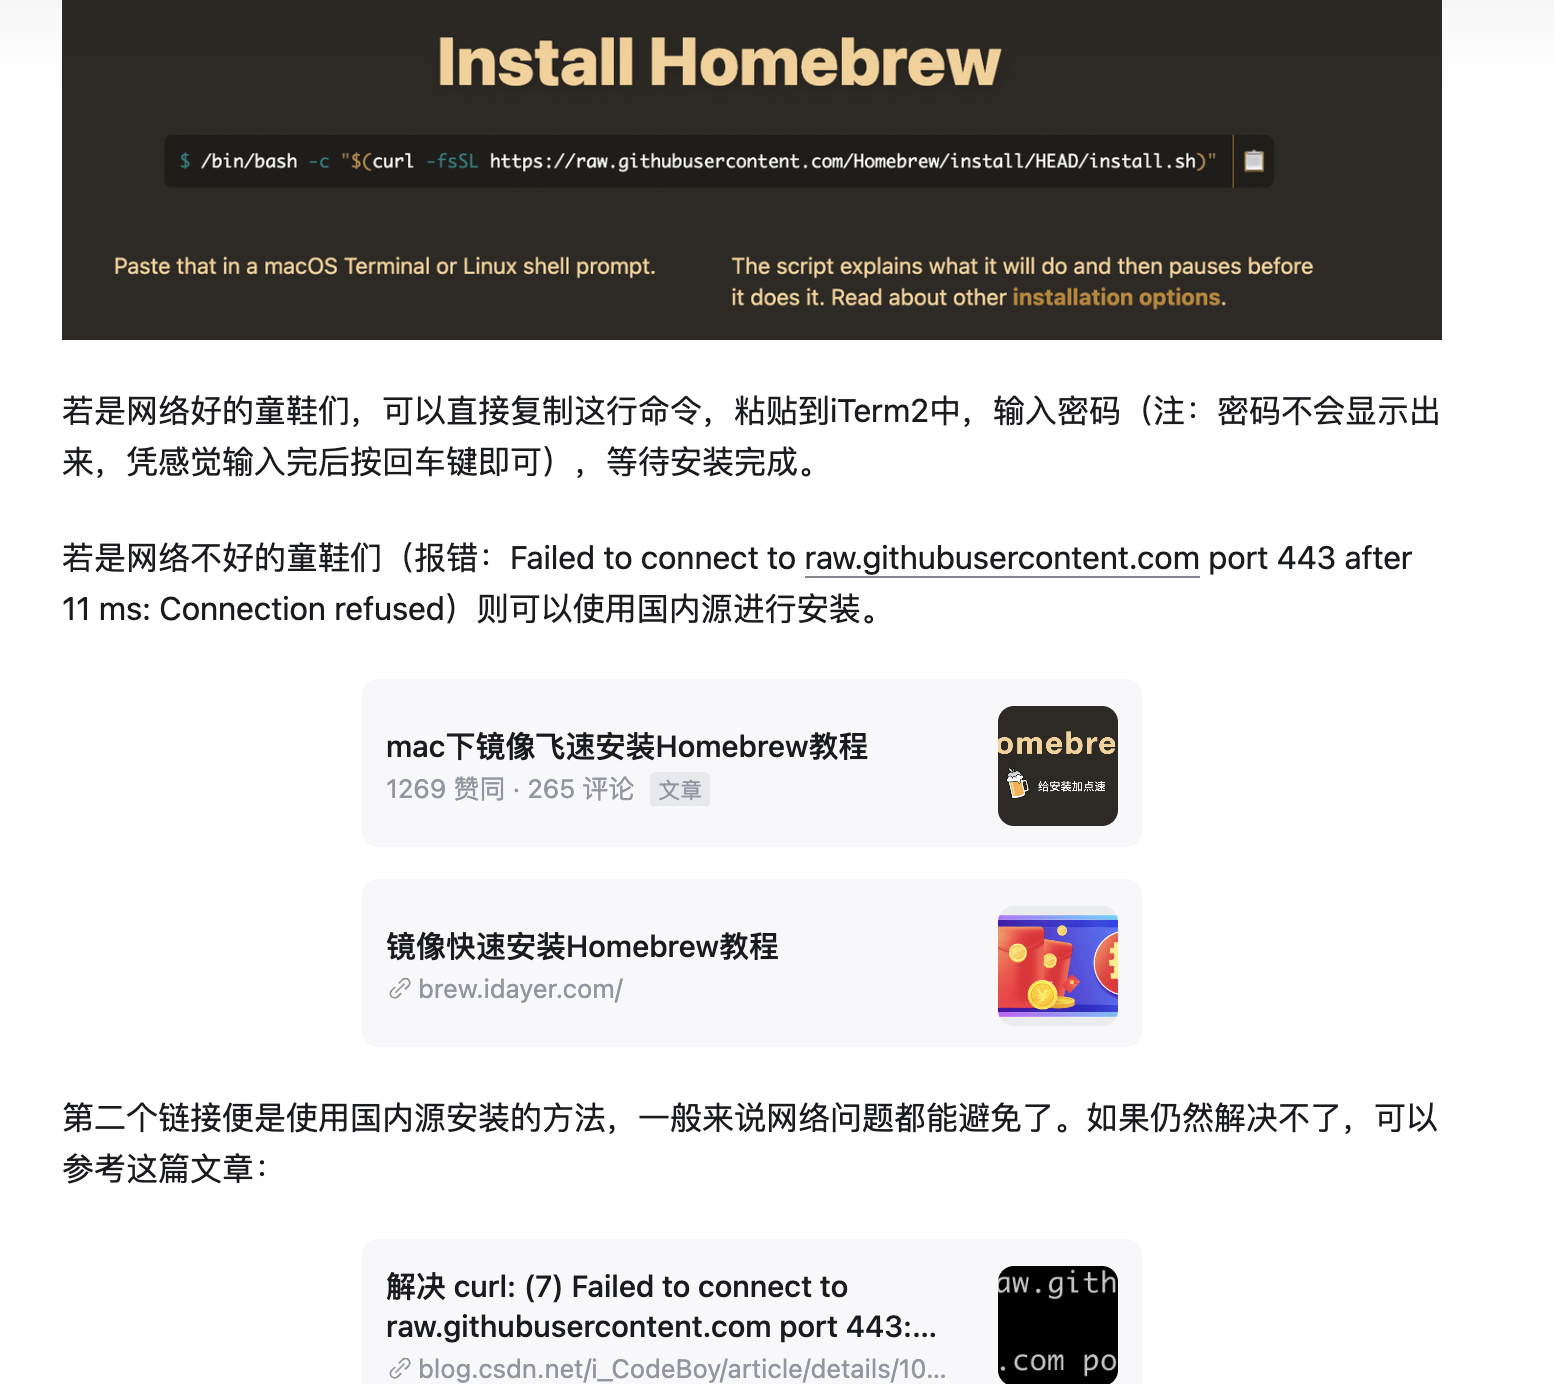 Install Homebrew
$ /bin/bash -c "$(curl -fsSL https://raw.githubusercontent.com/Homebrew/install/HEAD/install.sh)"
Paste that in a macOS Terminal or Linux shell prompt.
The script explains what it will do and then pauses before
it does it. Read about other installation options.
若是网络好的童鞋们，可以直接复制这行命令，粘贴到iTerm2中，输入密码（注：密码不会显示出
来，凭感觉输入完后按回车键即可），等待安装完成。
若是网络不好的童鞋们（报错：Failed to connect to raw.githubusercontent.com port 443 after
11 ms: Connection refused）则可以使用国内源进行安装。
mac下镜像飞速安装Homebrew教程
1269 赞同 · 265 评论 文章
omebre
给安装加点速
镜像快速安装Homebrew教程
brew.idayer.com/
第二个链接便是使用国内源安装的方法，一般来说网络问题都能避免了。如果仍然解决不了，可以
参考这篇文章：
解决 curl: (7) Failed to connect to
raw.githubusercontent.com port 443:...
blog.csdn.net/i_CodeBoy/article/details/10...
aw.gith
.com po